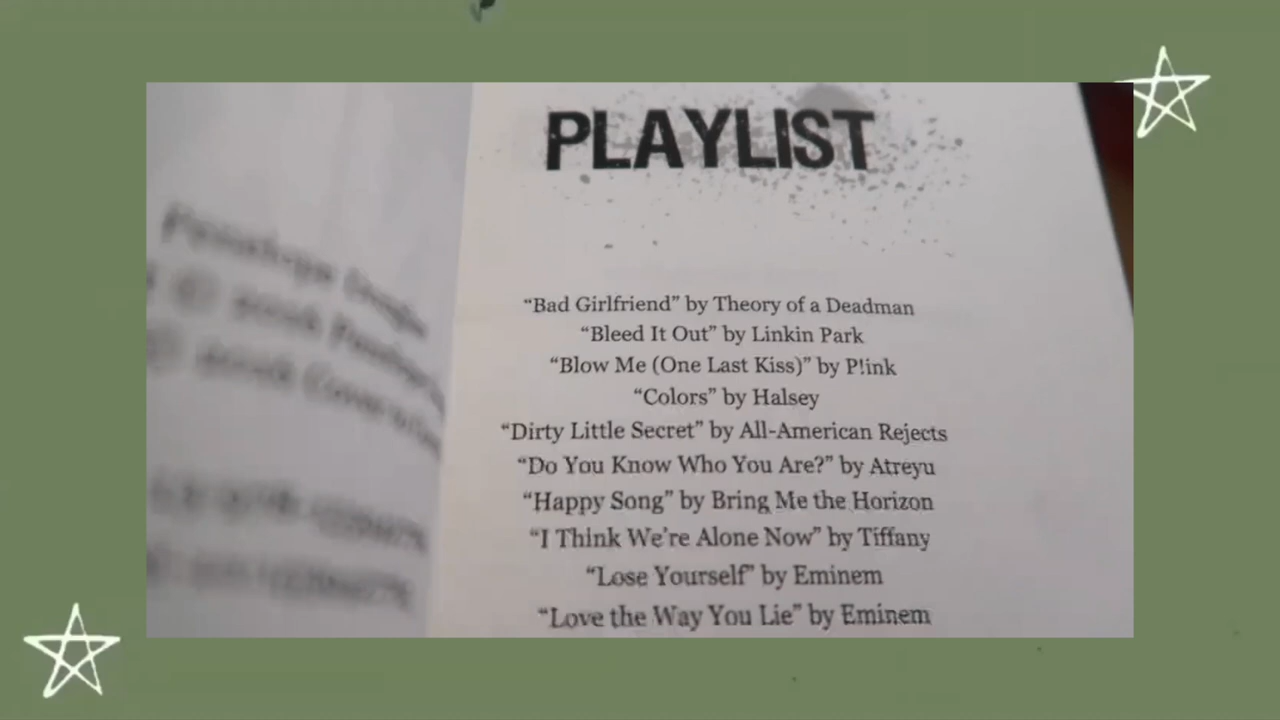 PLAYLIST
“Bad Girlfriend” by Theory of a Deadman
“Bleed It Out” by Linkin Park
“Blow Me (One Last Kiss)” by P!ink
“Colors” by Halsey
“Dirty Little Secret” by All-American Rejects
“Do You Know Who You Are?” by Atreyu
“Happy Song” by Bring Me the Horizon
“I Think We’re Alone Now” by Tiffany
“Lose Yourself” by Eminem
“Love the Way You Lie” by Eminem